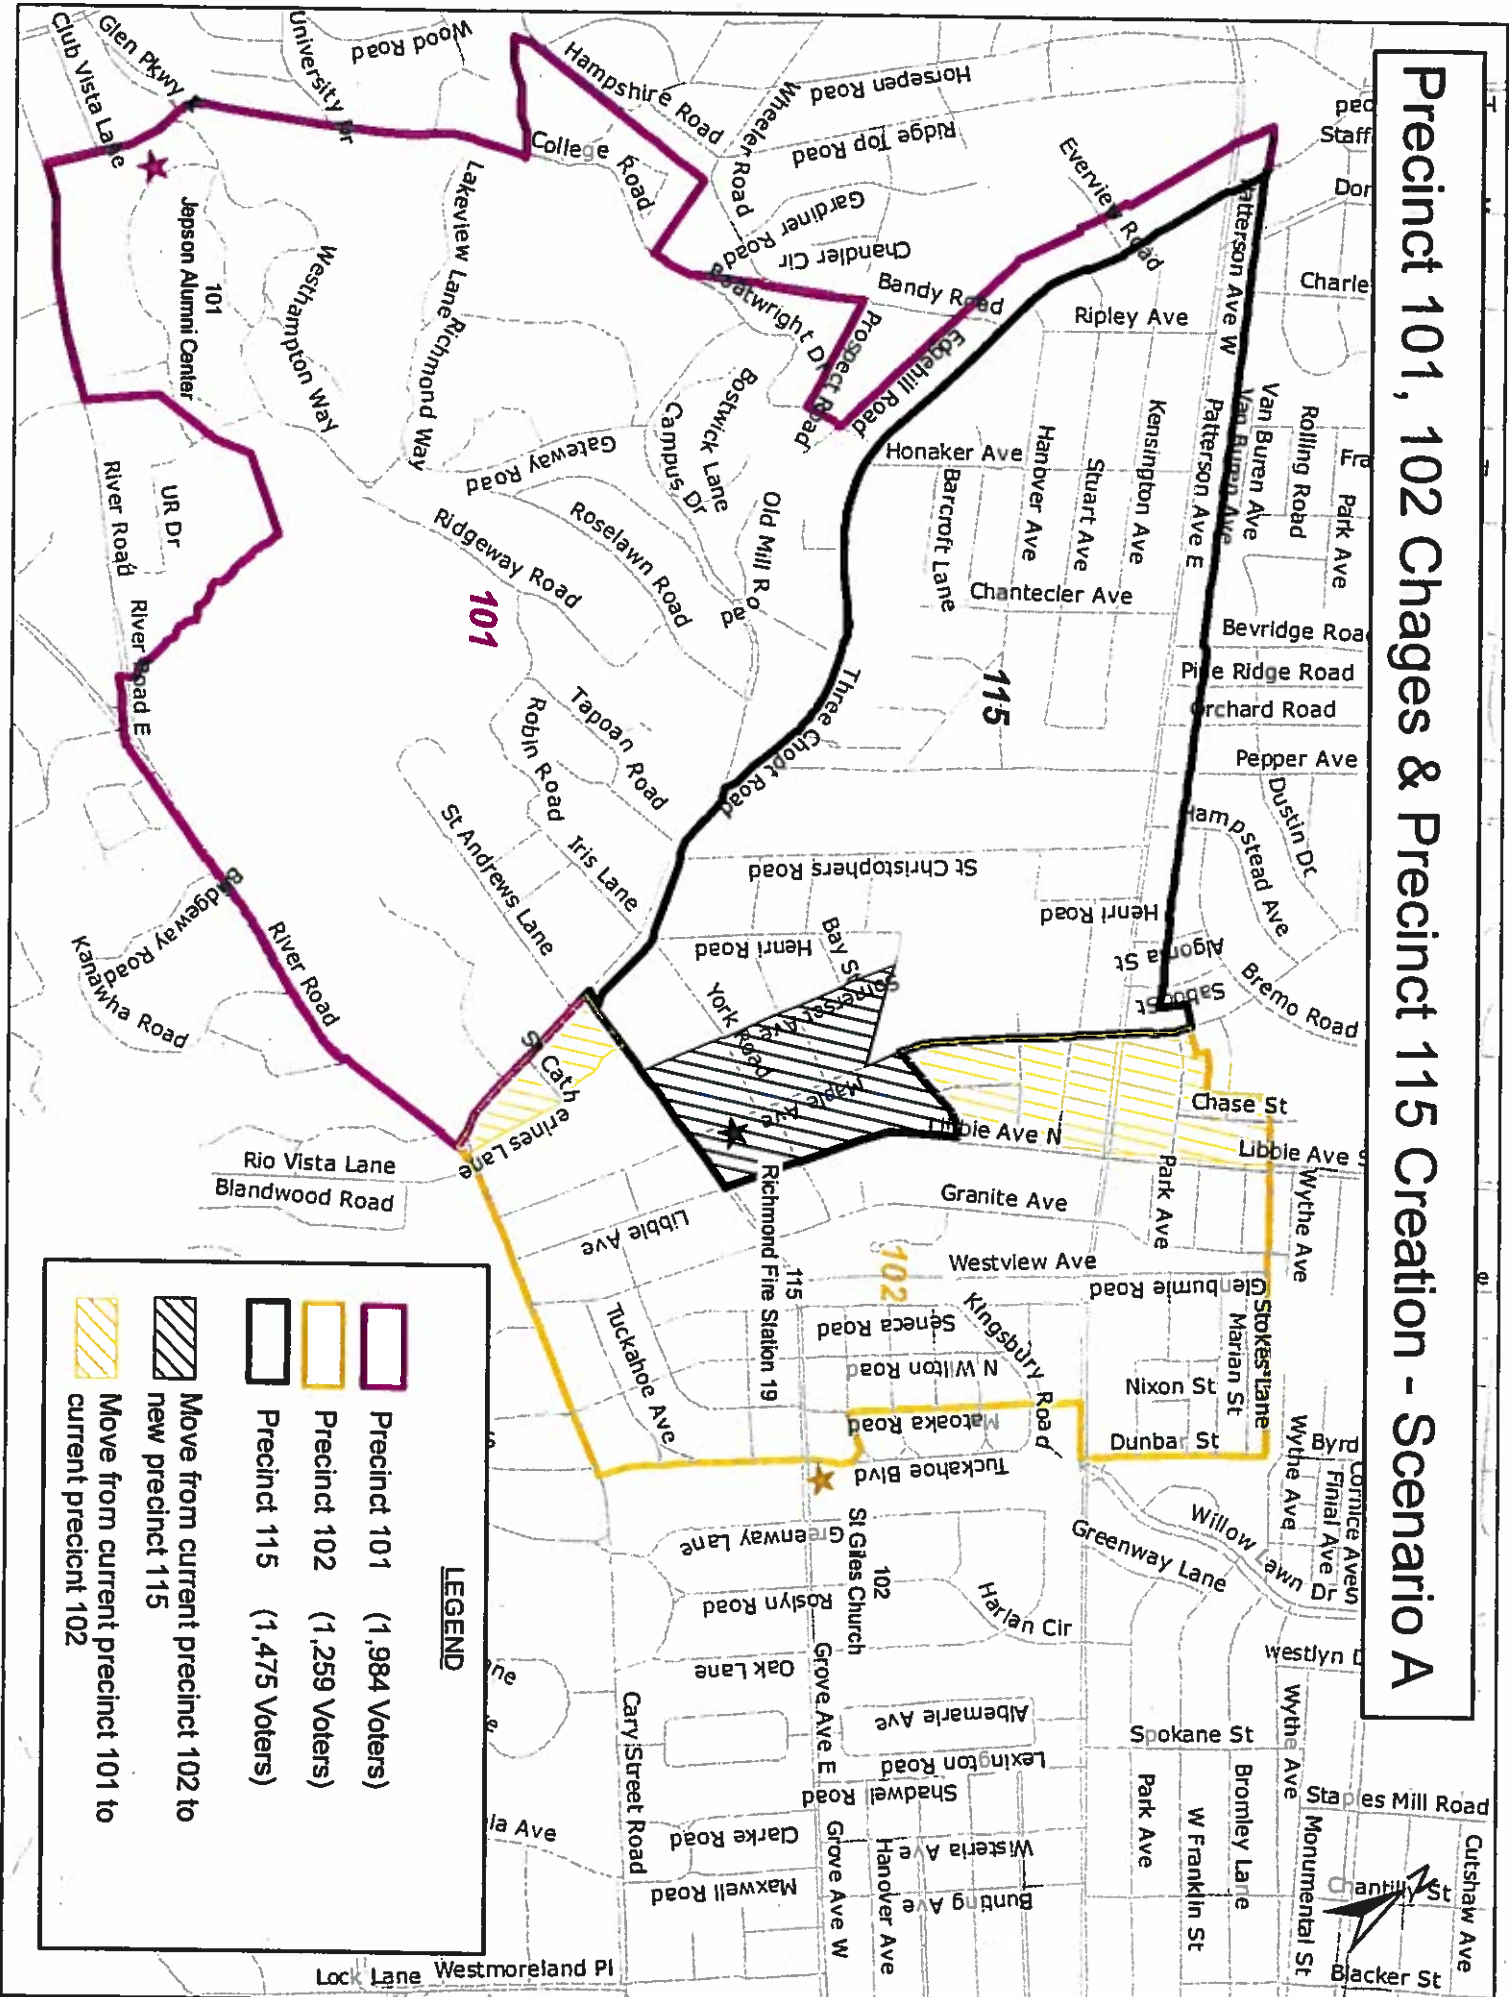 Precinct 101, 102 Chages & Precinct 115 Creation - Scenario A
Staff
Charle
Rolling Road
Park Ave
Van Buren Ave
Van Buren Ave
Patterson Ave W
Patterson Ave E
Bevridge Roa
Pine Ridge Road
Orchard Road
Pepper Ave
Dustin Dr
Hampstead Ave
Bremo Road
Algoma St
Henri Road
Chase St
Libbie Ave S
Wythe Ave
Stokes Lane
Marian St
Glenburnie Road
Nixon St
Dunbar St
Byrd
Cornice Ave
Finial Ave
Wythe Ave
Willow Lawn Dr
Greenway Lane
Westlyn D
Wythe Ave
Spokane St
Staples Mill Road
Park Ave
W Franklin St
Bromley Lane
Monumental St
Chantilly St
Cutshaw Ave
Blacker St
N
Wood Road
University Dr
Glen Pkwy
Club Vista Lane
Hampshire Road
Wheeler Road
Horsepen Road
Ridge Top Road
Gardiner Road
Chandler Cir
Everview Road
Bandy Road
Edgehill Road
Prospect Road
Boatwright Dr
College Road
Ripley Ave
Kensington Ave
Stuart Ave
Hanover Ave
Honaker Ave
Barcroft Lane
Chantecler Ave
115
Three Chopt Road
St Christophers Road
Henri Road
Bay St
Somerset Ave
York Road
Maple Ave
Libbie Ave N
Granite Ave
Park Ave
Westview Ave
102
Kingsbury Road
Seneca Road
N Wilton Road
Matoaka Road
Tuckahoe Blvd
115
Richmond Fire Station 19
Libbie Ave
Tuckahoe Ave
102
St Giles Church
Greenway Lane
Roslyn Road
Harlan Cir
Oak Lane
Grove Ave E
Albemarle Ave
Lexington Road
Shadwell Road
Clarke Road
Wisteria Ave
Hanover Ave
Maxwell Road
Bunting Ave
Grove Ave W
Cary Street Road
Lock Lane
Westmoreland Pl
Lakeview Lane
Richmond Way
Westhampton Way
101
Jepson Alumni Center
UR Dr
River Road
River Road E
Gateway Road
Campus Dr
Bostwick Lane
Old Mill Road
Roselawn Road
Ridgeway Road
101
Tapoan Road
Robin Road
Iris Lane
St Andrews Lane
St Catherines Lane
Ridgeway Road
River Road
Kanawha Road
Rio Vista Lane
Blandwood Road
LEGEND
Precinct 101 (1,984 Voters)
Precinct 102 (1,259 Voters)
Precinct 115 (1,475 Voters)
Move from current precinct 102 to
new precinct 115
Move from current precinct 101 to
current precicnt 102